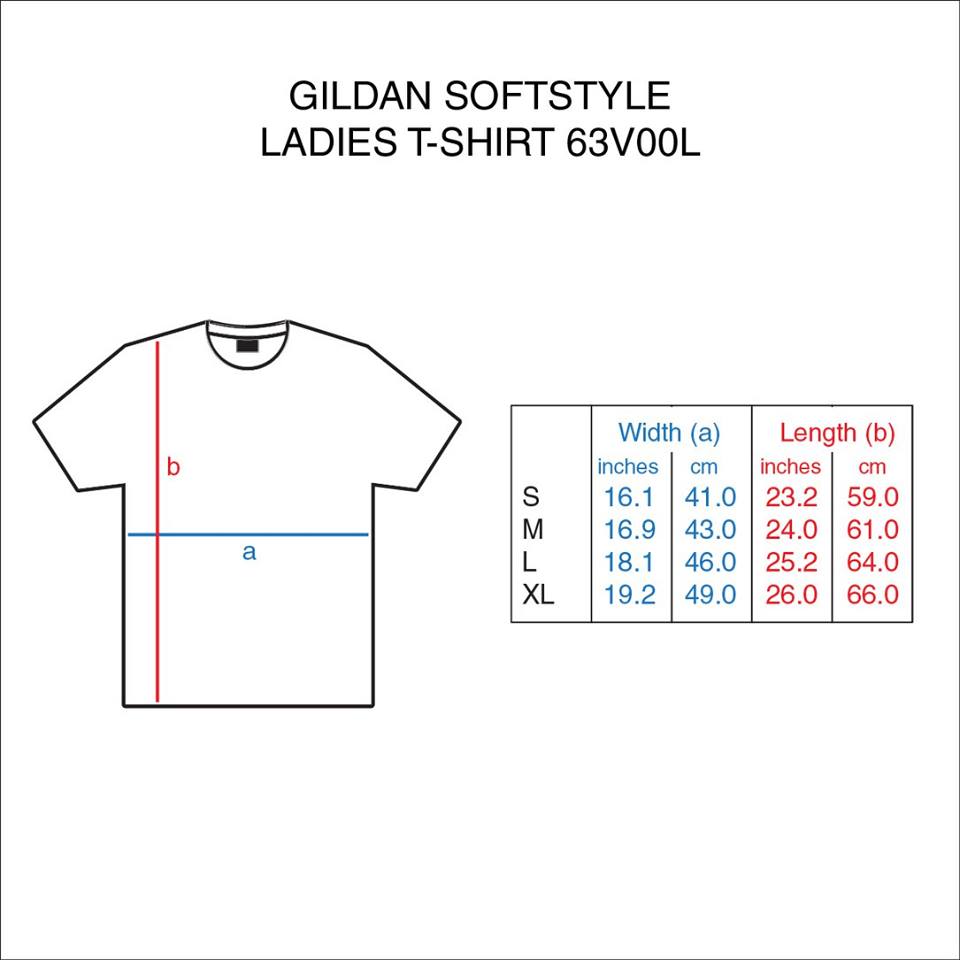 GILDAN SOFTSTYLE
LADIES T-SHIRT 63V00L
b
a
Width (a) Length (b)
inches cm inches cm
S 16.1 41.0 23.2 59.0
M 16.9 43.0 24.0 61.0
L 18.1 46.0 25.2 64.0
XL 19.2 49.0 26.0 66.0